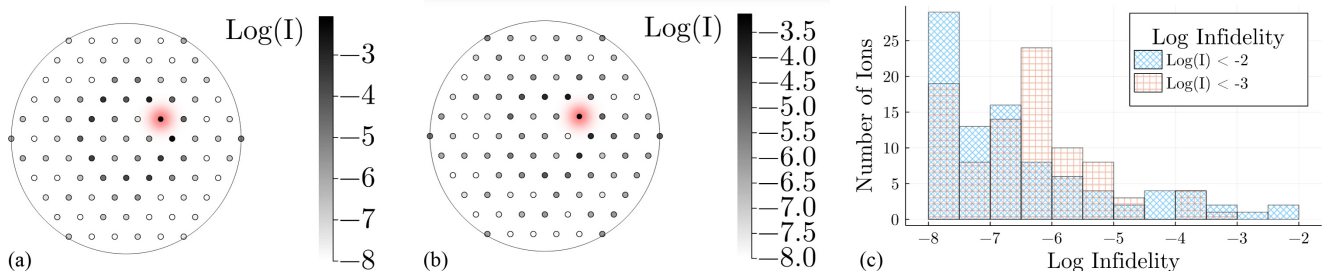 Log(I)
−3
−4
−5
−6
−7
−8
(a)
Log(I)
−3.5
−4.0
−4.5
−5.0
−5.5
−6.0
−6.5
−7.0
−7.5
−8.0
(b)
Number of Ions
25
20
15
10
5
0
Log Infidelity
Log(I) < -2
Log(I) < -3
−8
−7
−6
−5
−4
−3
−2
Log Infidelity
(c)